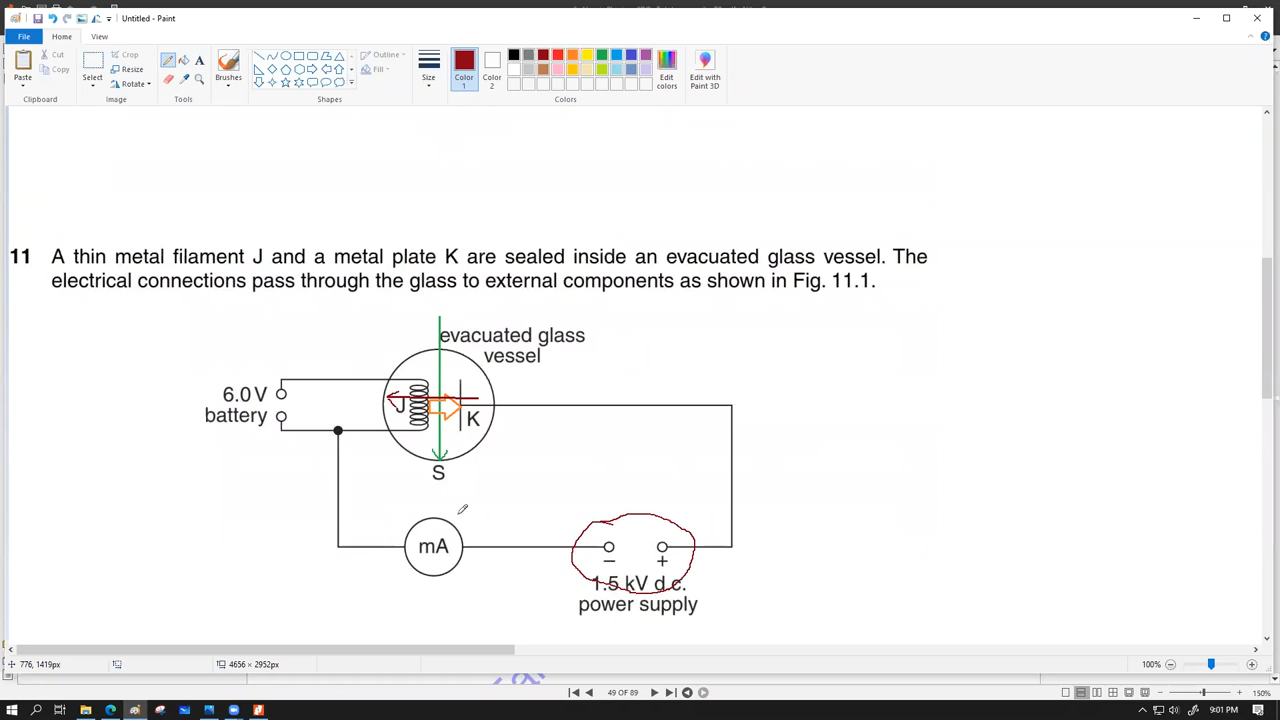 Untitled - Paint
File
Home
View
Paste
Cut
Copy
Clipboard
Select
Crop
Resize
Rotate
Image
Tools
A
Brushes
Shapes
Outline
Fill
Size
Color
1
Color
2
Edit
colors
Edit with
Paint 3D
Colors
11 A thin metal filament J and a metal plate K are sealed inside an evacuated glass vessel. The
electrical connections pass through the glass to external components as shown in Fig. 11.1.
evacuated glass
vessel
6.0 V
battery
J
K
S
mA
– +
1.5 kV d.c.
power supply
776, 1419px
4656 × 2952px
100%
49 OF 89
150%
9:01 PM